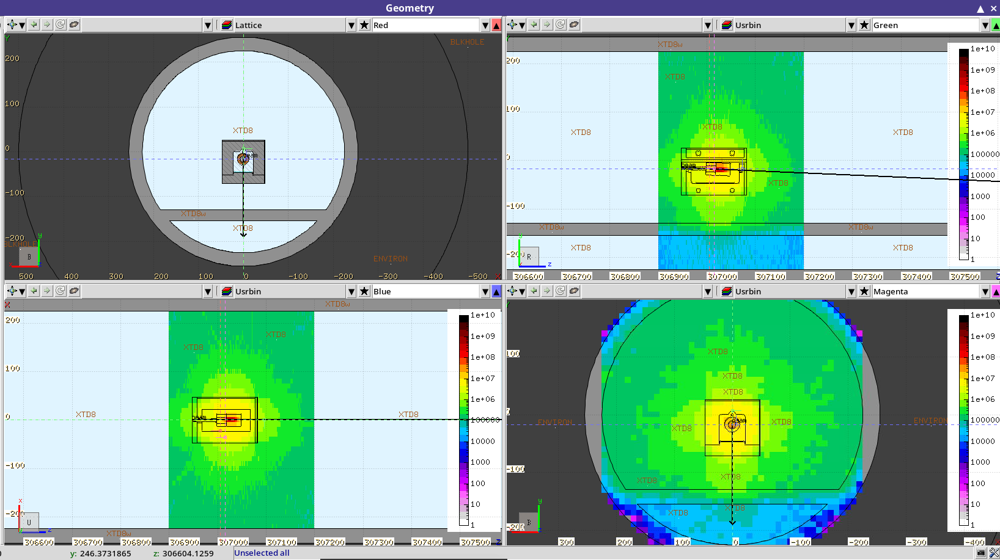 Geometry
Lattice
Red
Usrbin
Green
BLKHOLE
200
100
0
-100
-200
XTD8
beam
XTD8w
XTD8
BLKHOLE
ENVIRON
y
500 400 300 200 100 0 -100 -200 -300 -400 -500 x
XTD8w
200
XTD8
100
XTD8
XTD8
XTD8
0
beam
XTD8
-100
XTD8w
XTD8w
XTD8
XTD8
R
z
306600 306700 306800 306900 307000 307100 307200 307300 307400 307500
1e+10
1e+09
1e+08
1e+07
1e+06
100000
10000
1000
100
10
1
Usrbin
Blue
Usrbin
Magenta
X
XTD8w
200
XTD8
XTD8
100
XTD8
0
beam
XTD8
-100
x
U
z
XTD8w
306600 306700 306800 306900 307000 307100 307200 307300 307400 307500
1e+10
1e+09
1e+08
1e+07
1e+06
100000
10000
1000
100
10
1
100
XTD8
XTD8
XTD8
ENVIRON
beam
XTD8
ENVIRON
XTD8
-100
XTD8
XTD8
XTD8
XTD8
y
300 200 100 0 -100 -200 -300 -400
1e+10
1e+09
1e+08
1e+07
1e+06
100000
10000
1000
100
10
1
y: 246.3731865 z: 306604.1259 Unselected all